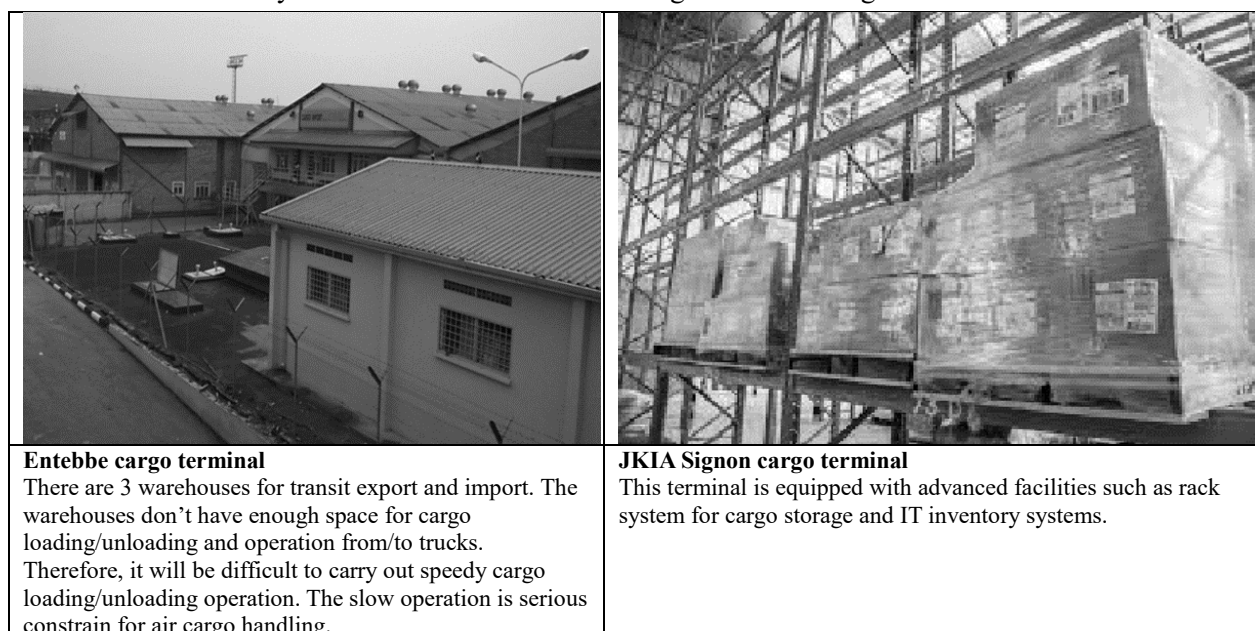 Entebbe cargo terminal
There are 3 warehouses for transit export and import. The
warehouses don't have enough space for cargo
loading/unloading and operation from/to trucks.
Therefore, it will be difficult to carry out speedy cargo
loading/unloading operation. The slow operation is serious
constrain for air cargo handling.
JKIA Signon cargo terminal
This terminal is equipped with advanced facilities such as rack
system for cargo storage and IT inventory systems.